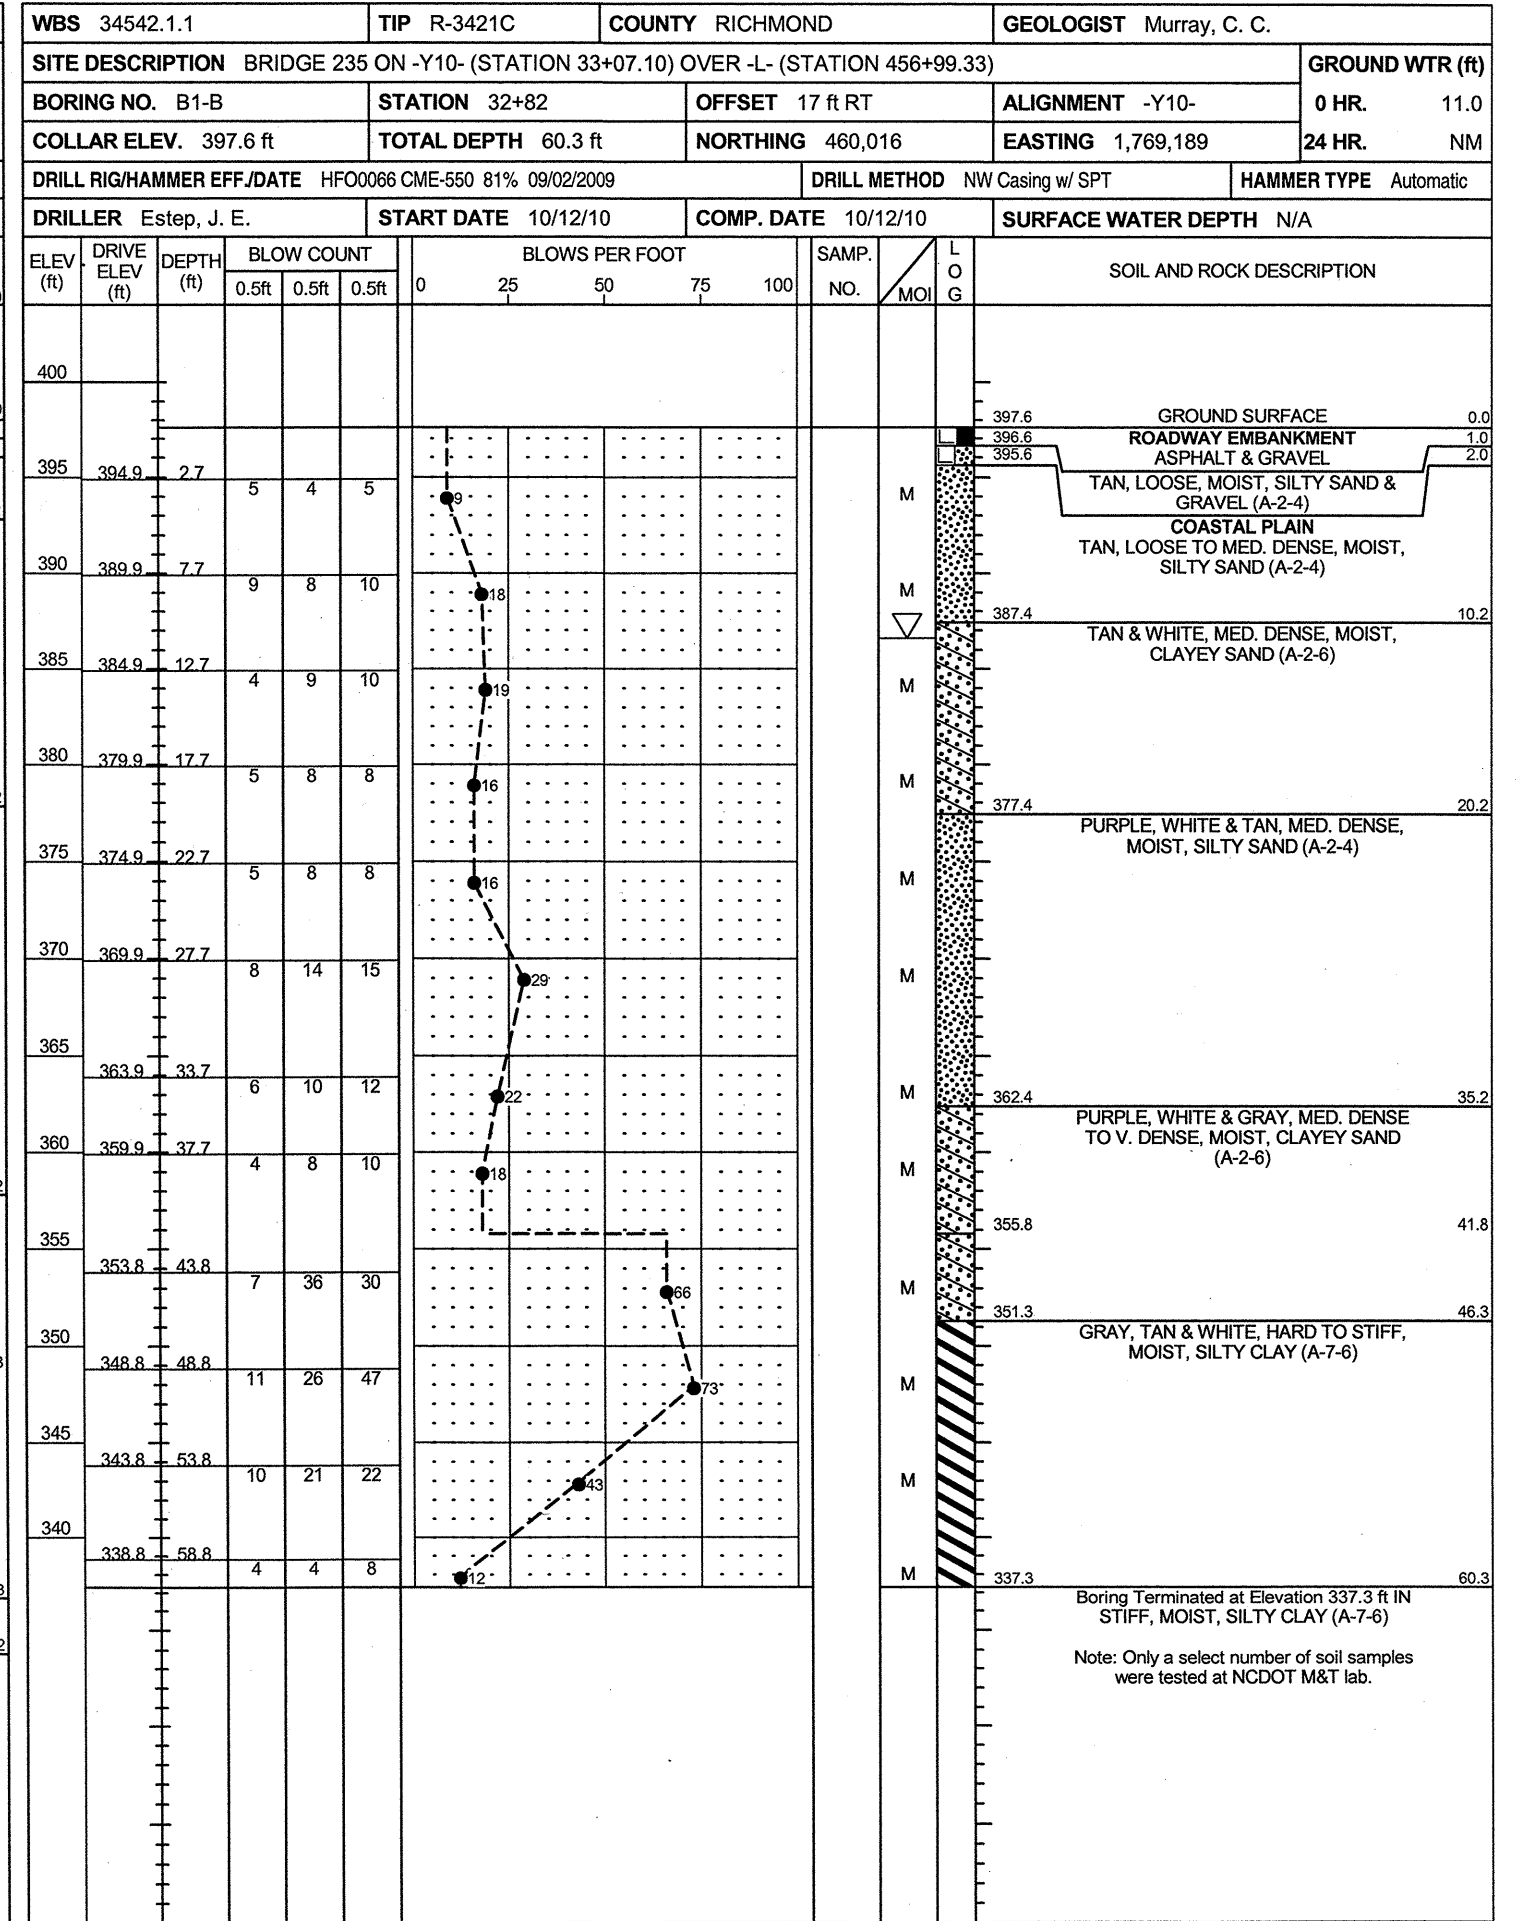 WBS 34542.1.1 TIP R-3421C COUNTY RICHMOND GEOLOGIST Murray, C. C.
SITE DESCRIPTION BRIDGE 235 ON -Y10- (STATION 33+07.10) OVER -L- (STATION 456+99.33) GROUND WTR (ft)
BORING NO. B1-B STATION 32+82 OFFSET 17 ft RT ALIGNMENT -Y10- 0 HR. 11.0
COLLAR ELEV. 397.6 ft TOTAL DEPTH 60.3 ft NORTHING 460,016 EASTING 1,769,189 24 HR. NM
DRILL RIG/HAMMER EFF./DATE HFO0066 CME-550 81% 09/02/2009 DRILL METHOD NW Casing w/ SPT HAMMER TYPE Automatic
DRILLER Estep, J. E. START DATE 10/12/10 COMP. DATE 10/12/10 SURFACE WATER DEPTH N/A
ELEV (ft) DRIVE ELEV (ft) DEPTH (ft) BLOW COUNT BLOWS PER FOOT SAMP. NO. MOI LOG SOIL AND ROCK DESCRIPTION
0.5ft 0.5ft 0.5ft 0 25 50 75 100
400
397.6 GROUND SURFACE 0.0
396.6 ROADWAY EMBANKMENT 1.0
395.6 ASPHALT & GRAVEL 2.0
395 394.9 2.7
TAN, LOOSE, MOIST, SILTY SAND &
5 4 5 9 M
GRAVEL (A-2-4)
COASTAL PLAIN
TAN, LOOSE TO MED. DENSE, MOIST,
SILTY SAND (A-2-4)
390 389.9 7.7
9 8 10 18 M
387.4 10.2
TAN & WHITE, MED. DENSE, MOIST,
CLAYEY SAND (A-2-6)
385 384.9 12.7
4 9 10 19 M
380 379.9 17.7
5 8 8 16 M
377.4 20.2
PURPLE, WHITE & TAN, MED. DENSE,
MOIST, SILTY SAND (A-2-4)
375 374.9 22.7
5 8 8 16 M
370 369.9 27.7
8 14 15 29 M
365
363.9 33.7
6 10 12 22 M
362.4 35.2
PURPLE, WHITE & GRAY, MED. DENSE
TO V. DENSE, MOIST, CLAYEY SAND
(A-2-6)
360 359.9 37.7
4 8 10 18 M
355.8 41.8
355
353.8 43.8
7 36 30 66 M
351.3 46.3
GRAY, TAN & WHITE, HARD TO STIFF,
MOIST, SILTY CLAY (A-7-6)
350
348.8 48.8
11 26 47 73 M
345
343.8 53.8
10 21 22 43 M
340
338.8 58.8
4 4 8 12 M
337.3 60.3
Boring Terminated at Elevation 337.3 ft IN
STIFF, MOIST, SILTY CLAY (A-7-6)
Note: Only a select number of soil samples
were tested at NCDOT M&T lab.